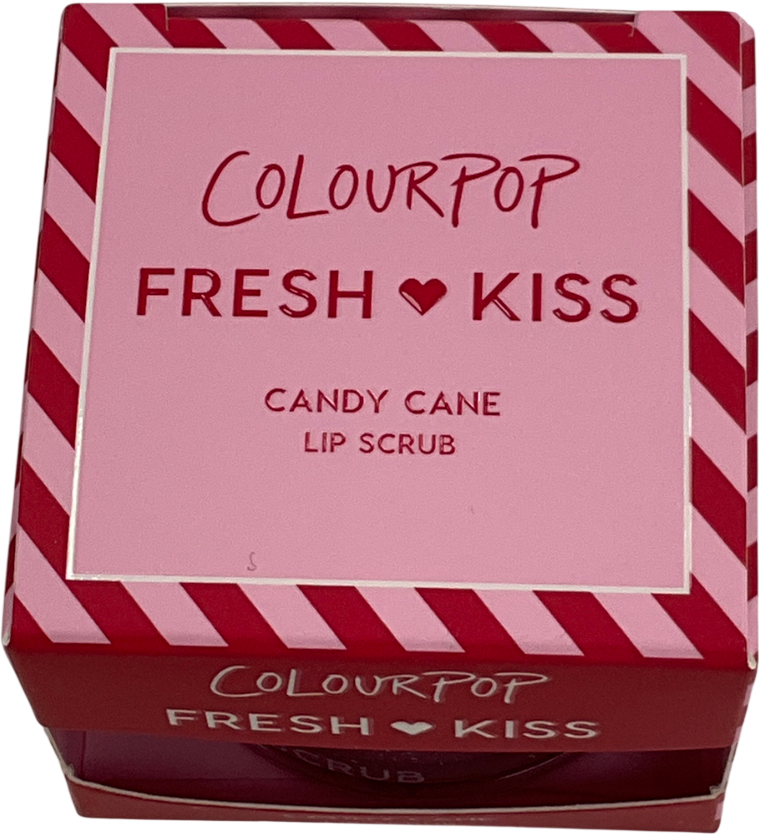 COLOURPOP
FRESH ♥ KISS
CANDY CANE
LIP SCRUB
COLOURPOP
FRESH ♥ KISS
SCRUB